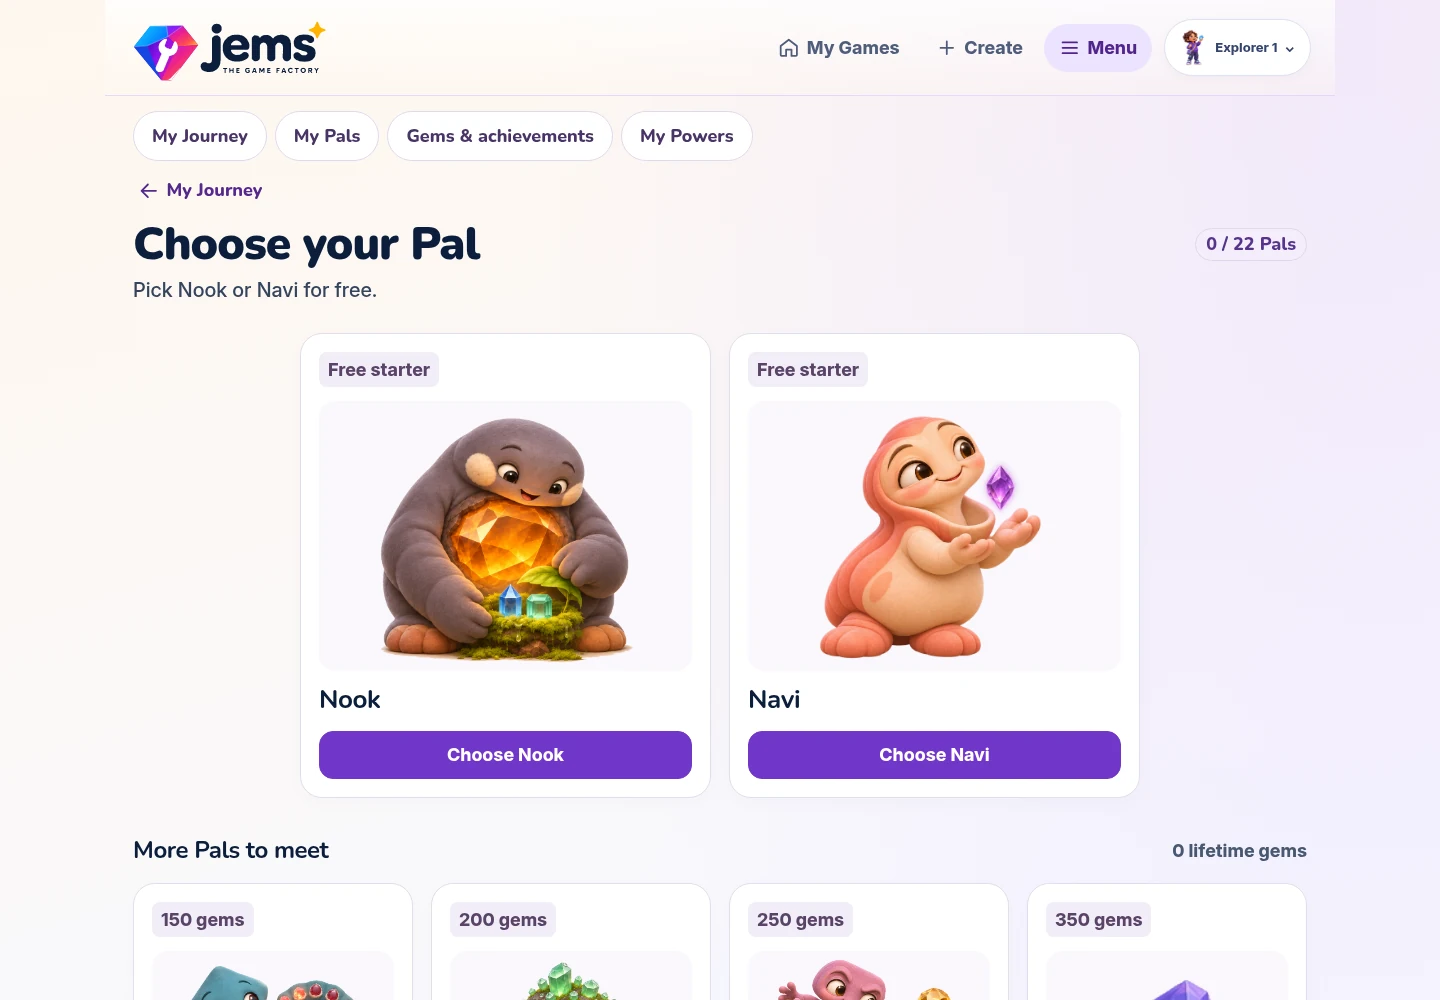 jems
THE GAME FACTORY
My Games
Create
Menu
Explorer 1
My Journey
My Pals
Gems & achievements
My Powers
My Journey
Choose your Pal
0 / 22 Pals
Pick Nook or Navi for free.
Free starter
Free starter
Nook
Navi
Choose Nook
Choose Navi
More Pals to meet
0 lifetime gems
150 gems
200 gems
250 gems
350 gems